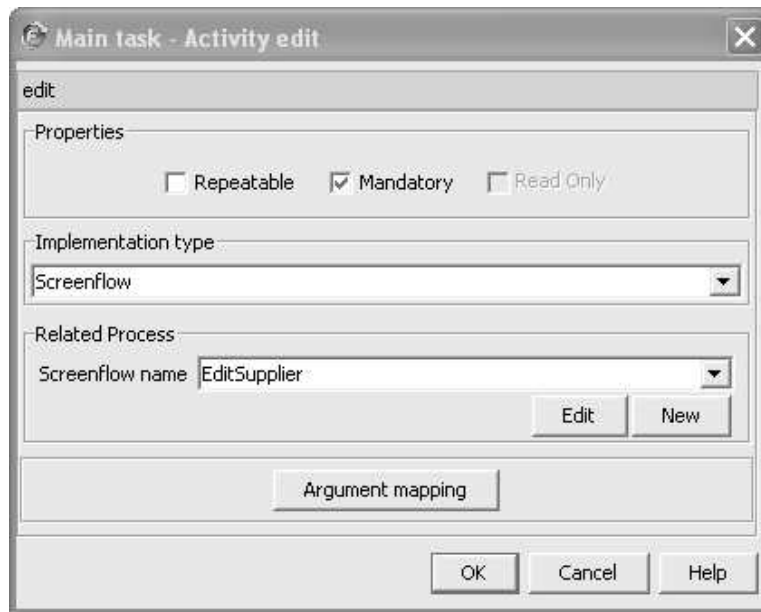 Main task - Activity edit
edit
Properties
Repeatable Mandatory Read Only
Implementation type
Screenflow
Related Process
Screenflow name EditSupplier
Edit New
Argument mapping
OK Cancel Help